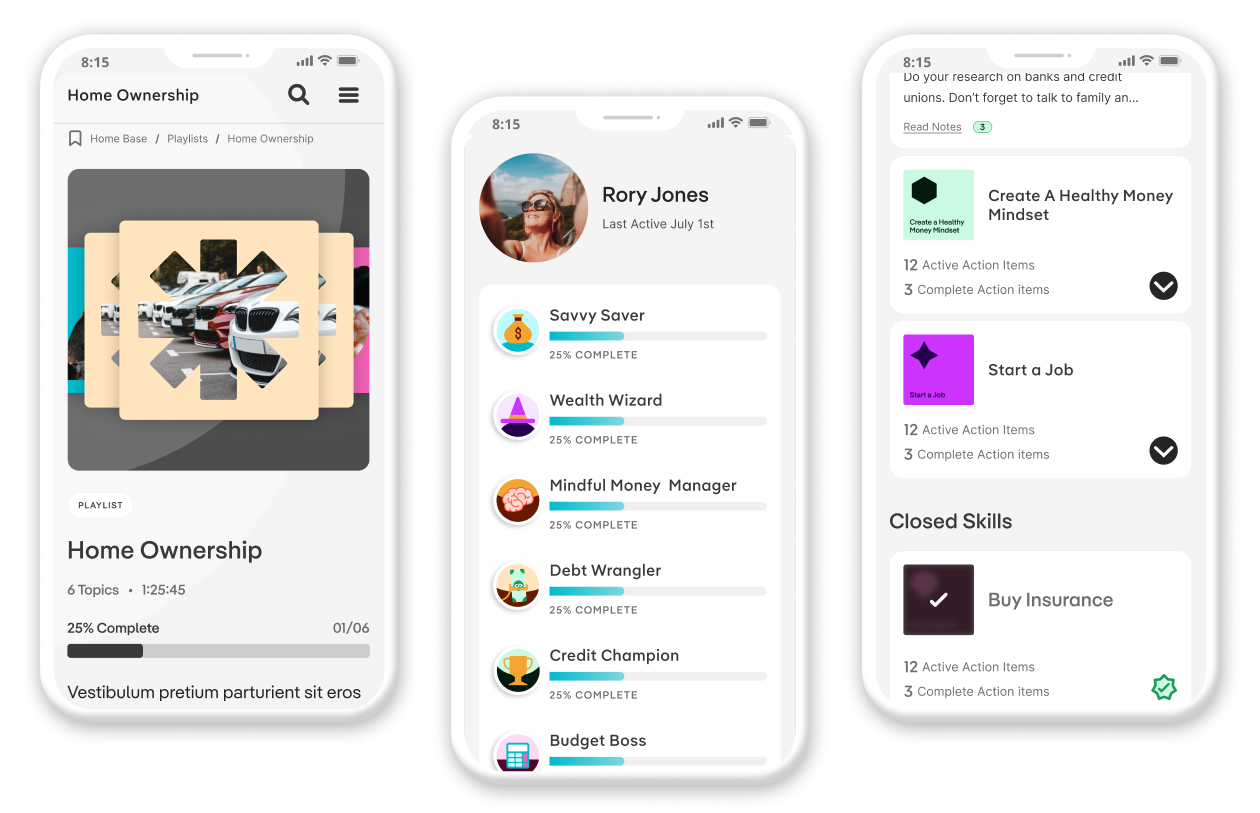 8:15
Home Ownership
Home Base / Playlists / Home Ownership
PLAYLIST
Home Ownership
6 Topics • 1:25:45
25% Complete 01/06
Vestibulum pretium parturient sit eros
8:15
Rory Jones
Last Active July 1st
Savvy Saver
25% COMPLETE
Wealth Wizard
25% COMPLETE
Mindful Money Manager
25% COMPLETE
Debt Wrangler
25% COMPLETE
Credit Champion
25% COMPLETE
Budget Boss
8:15
Do your research on banks and credit
unions. Don’t forget to talk to family an...
Read Notes 3
Create a Healthy
Money Mindset
Create A Healthy Money
Mindset
12 Active Action Items
3 Complete Action items
Start a Job
Start a Job
12 Active Action Items
3 Complete Action items
Closed Skills
Buy Insurance
12 Active Action Items
3 Complete Action items